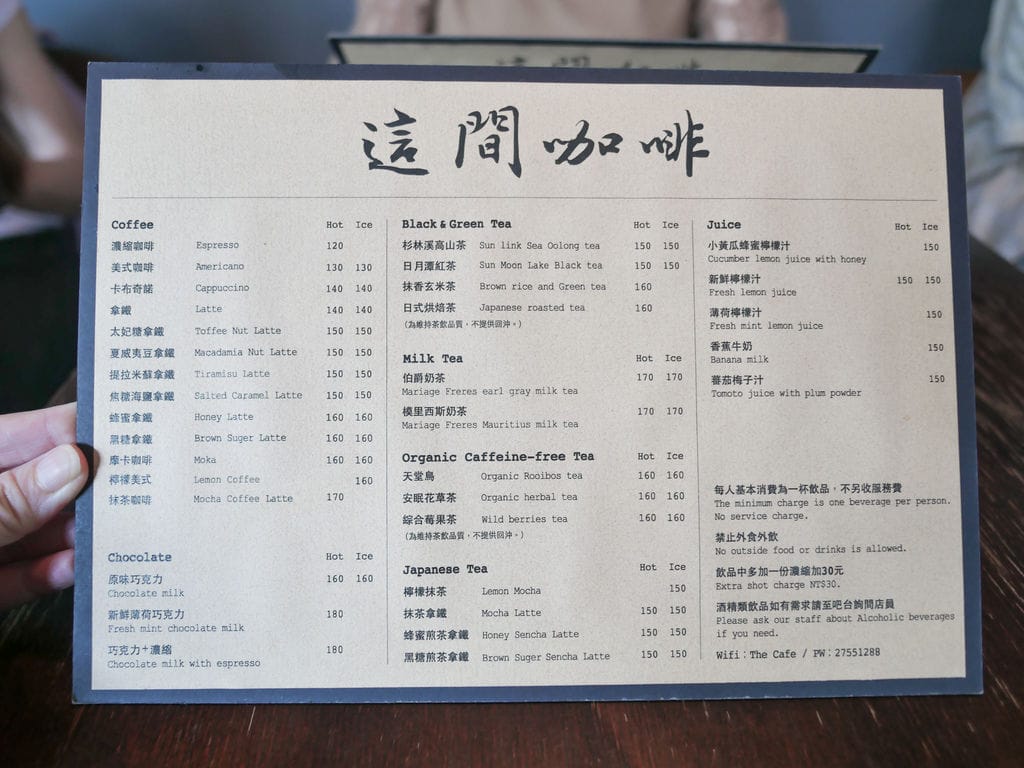 這間咖啡
Coffee Hot Ice
濃縮咖啡 Espresso 120
美式咖啡 Americano 130 130
卡布奇諾 Cappuccino 140 140
拿鐵 Latte 140 140
太妃糖拿鐵 Toffee Nut Latte 150 150
夏威夷豆拿鐵 Macadamia Nut Latte 150 150
提拉米蘇拿鐵 Tiramisu Latte 150 150
焦糖海鹽拿鐵 Salted Caramel Latte 150 150
蜂蜜拿鐵 Honey Latte 160 160
黑糖拿鐵 Brown Suger Latte 160 160
摩卡咖啡 Moka 160 160
檸檬美式 Lemon Coffee 160
抹茶咖啡 Mocha Coffee Latte 170
Chocolate Hot Ice
原味巧克力 160 160
Chocolate milk
新鮮薄荷巧克力 180
Fresh mint chocolate milk
巧克力+濃縮 180
Chocolate milk with espresso
Black & Green Tea Hot Ice
杉林溪高山茶 Sun link Sea Oolong tea 150 150
日月潭紅茶 Sun Moon Lake Black tea 150 150
抹香玄米茶 Brown rice and Green tea 160
日式烘焙茶 Japanese roasted tea 160
(為維持茶飲品質，不提供回沖。)
Milk Tea Hot Ice
伯爵奶茶 170 170
Mariage Freres earl gray milk tea
模里西斯奶茶 170 170
Mariage Freres Mauritius milk tea
Organic Caffeine-free Tea Hot Ice
天堂鳥 Organic Rooibos tea 160 160
安眠花草茶 Organic herbal tea 160 160
綜合莓果茶 Wild berries tea 160 160
(為維持茶飲品質，不提供回沖。)
Japanese Tea Hot Ice
檸檬抹茶 Lemon Mocha 150
抹茶拿鐵 Mocha Latte 150 150
蜂蜜煎茶拿鐵 Honey Sencha Latte 150 150
黑糖煎茶拿鐵 Brown Suger Sencha Latte 150 150
Juice Hot Ice
小黃瓜蜂蜜檸檬汁 150
Cucumber lemon juice with honey
新鮮檸檬汁 150 150
Fresh lemon juice
薄荷檸檬汁 150
Fresh mint lemon juice
香蕉牛奶 150
Banana milk
蕃茄梅子汁 150
Tomoto juice with plum powder
每人基本消費為一杯飲品，不另收服務費
The minimum charge is one beverage per person.
No service charge.
禁止外食外飲
No outside food or drinks is allowed.
飲品中多加一份濃縮加30元
Extra shot charge NT$30.
酒精類飲品如有需求請至吧台詢問店員
Please ask our staff about Alcoholic beverages
if you need.
Wifi：The Cafe / PW：27551288